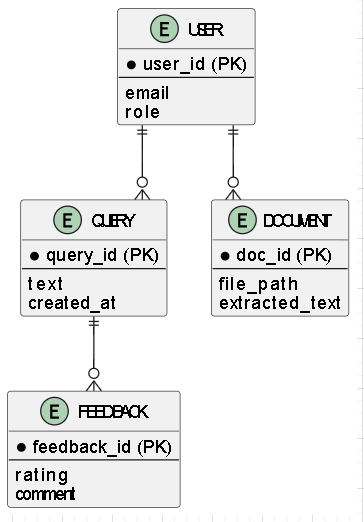 E USER
user_id (PK)
email
role
E QUERY
query_id (PK)
text
created_at
E DOCUMENT
doc_id (PK)
file_path
extracted_text
E FEEDBACK
feedback_id (PK)
rating
comment